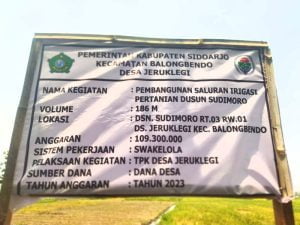 PEMERINTAH KABUPATEN SIDOARJO
KECAMATAN BALONGBENDO
DESA JERUKLEGI
NAMA KEGIATAN : PEMBANGUNAN SALURAN IRIGASI
PERTANIAN DUSUN SUDIMORO
VOLUME : 186 M
LOKASI : DSN. SUDIMORO RT.03 RW.01
DS. JERUKLEGI KEC. BALONGBENDO
ANGGARAN : 109.300.000
SISTEM PEKERJAAN : SWAKELOLA
PELAKSAAN KEGIATAN : TPK DESA JERUKLEGI
SUMBER DANA : DANA DESA
TAHUN ANGGARAN : TAHUN 2023